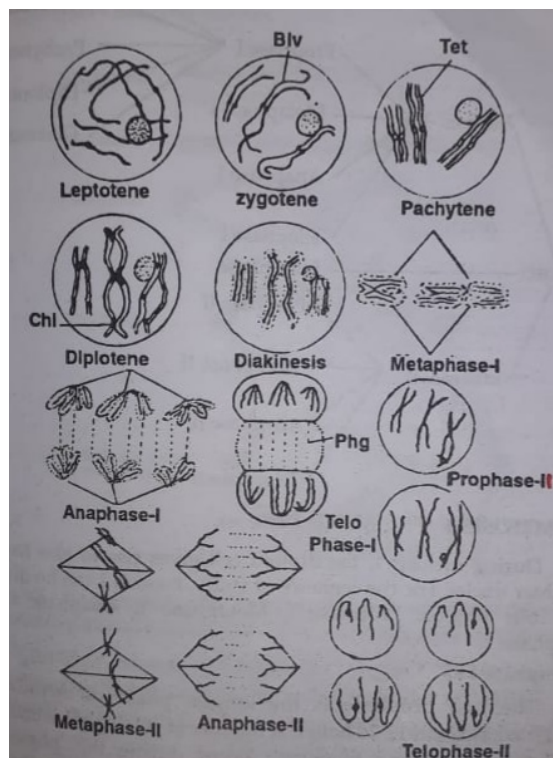 Blv
Tet
Leptotene
zygotene
Pachytene
Chl
Diplotene
Diakinesis
Metaphase-I
Phg
Prophase-II
Anaphase-I
Telo
Phase-I
Metaphase-II
Anaphase-II
Telophase-II